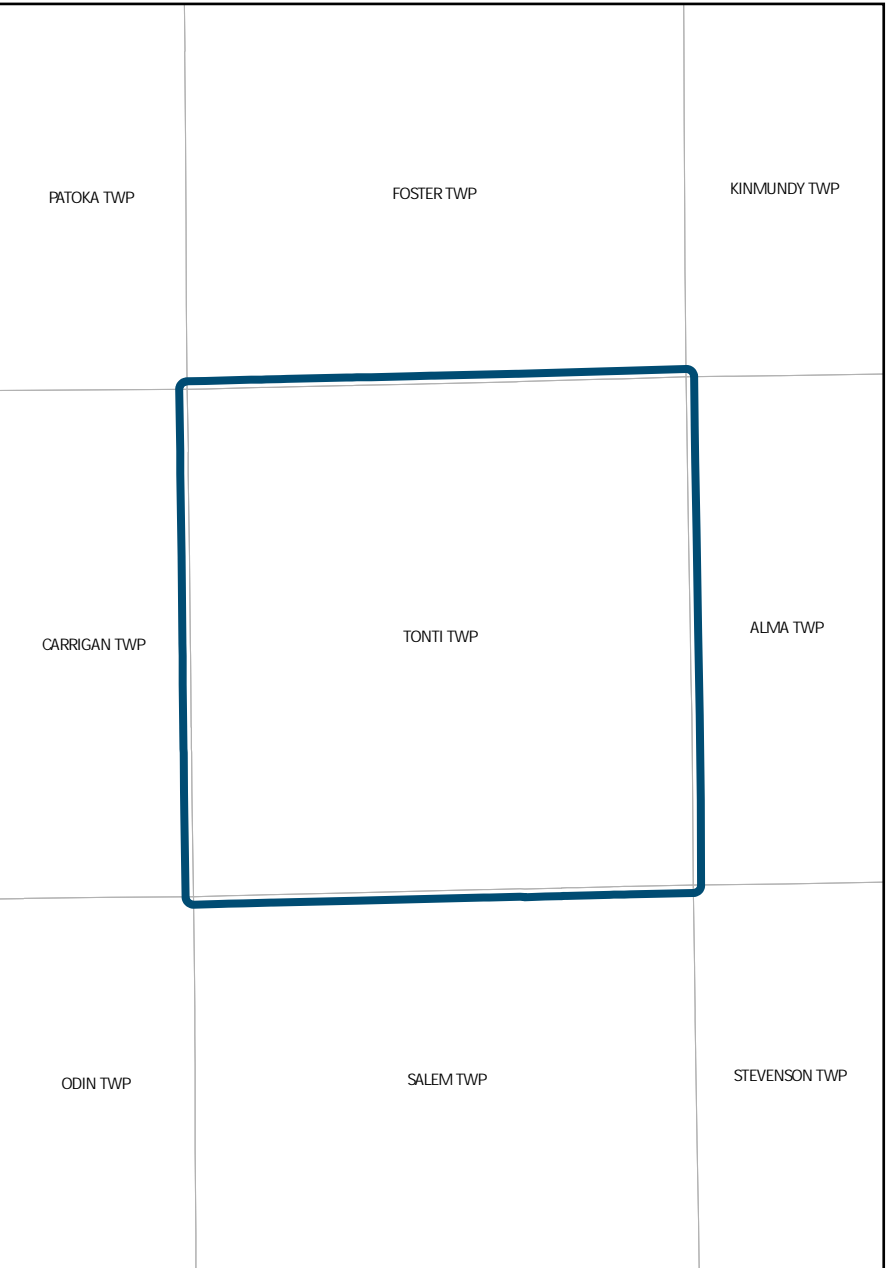 PATOKA TWP
FOSTER TWP
KINMUNDY TWP
CARRIGAN TWP
TONTI TWP
ALMA TWP
ODIN TWP
SALEM TWP
STEVENSON TWP